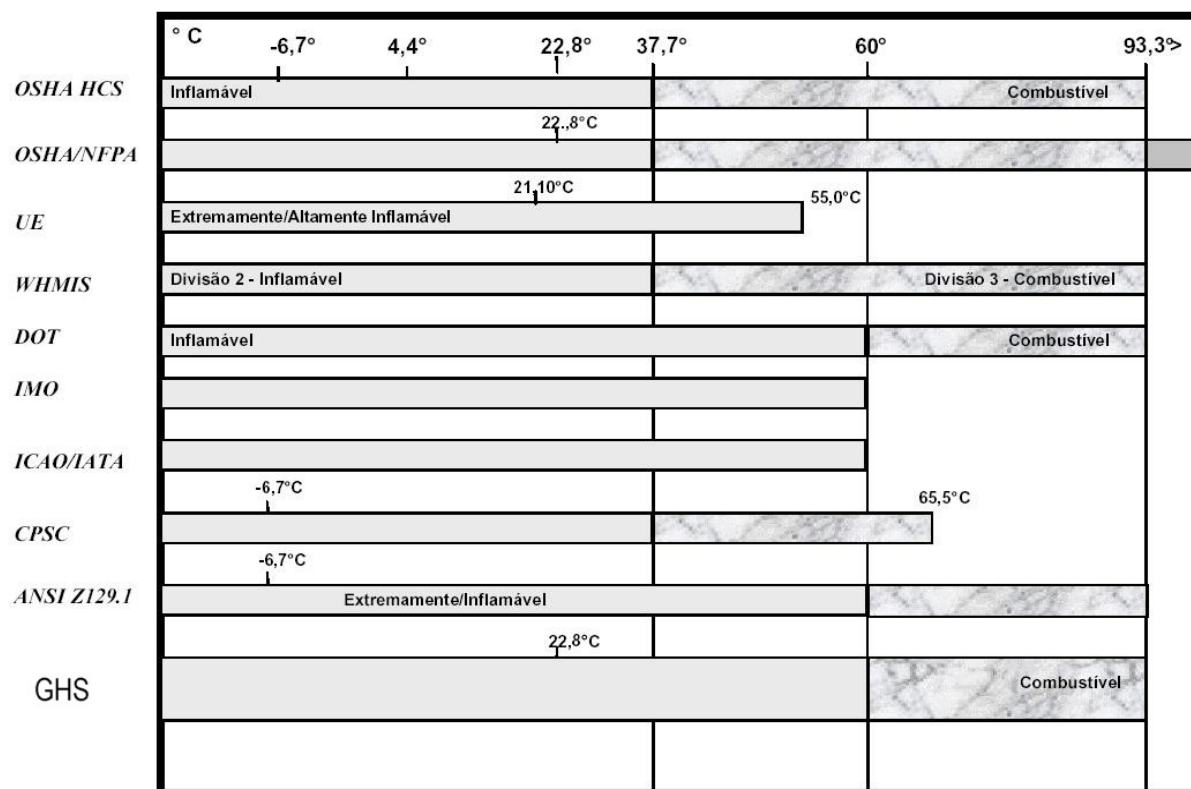 ° C
-6,7° 4,4° 22,8° 37,7° 60° 93,3°>
OSHA HCS Inflamável Combustível
22.,8°C
OSHA/NFPA
21,10°C
55,0°C
UE Extremamente/Altamente Inflamável
WHMIS Divisão 2 - Inflamável Divisão 3 - Combustível
DOT Inflamável Combustível
IMO
ICAO/IATA
-6,7°C
65,5°C
CPSC
-6,7°C
ANSI Z129.1 Extremamente/Inflamável
22,8°C
GHS Combustível